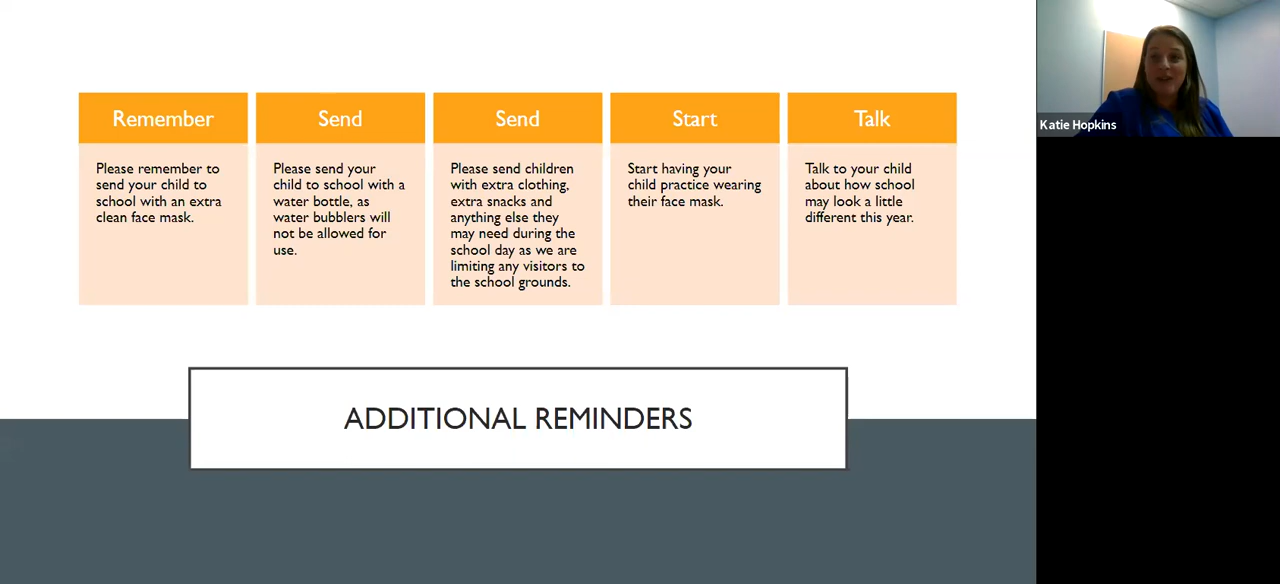 Remember
Please remember to
send your child to
school with an extra
clean face mask.
Send
Please send your
child to school with a
water bottle, as
water bubblers will
not be allowed for
use.
Send
Please send children
with extra clothing,
extra snacks and
anything else they
may need during the
school day as we are
limiting any visitors to
the school grounds.
Start
Start having your
child practice wearing
their face mask.
Talk
Talk to your child
about how school
may look a little
different this year.
ADDITIONAL REMINDERS
Katie Hopkins